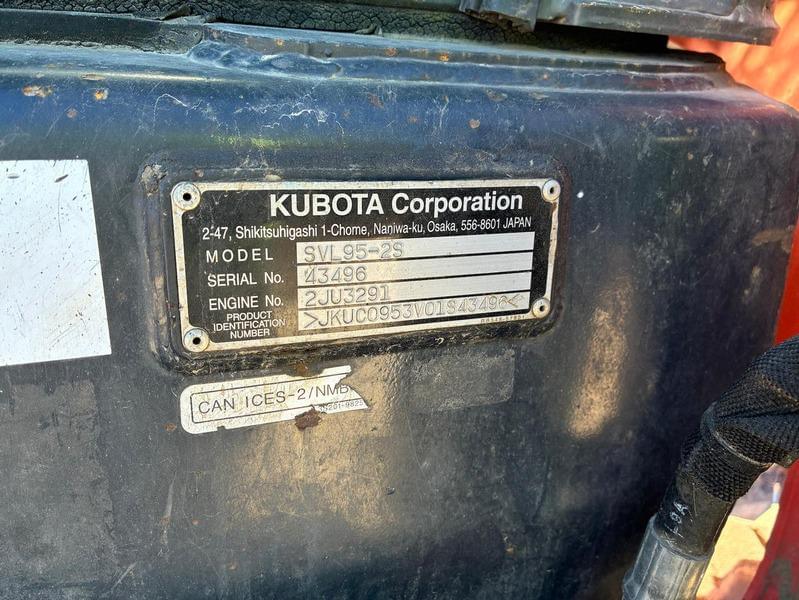 KUBOTA Corporation
2-47, Shikitsuhigashi 1-Chome, Naniwa-ku, Osaka, 556-8601 JAPAN
MODEL SVL95-2S
SERIAL No. 43496
ENGINE No. 2JU3291
PRODUCT IDENTIFICATION NUMBER >JKUC0953V01S43496<
CAN ICES-2/NMB